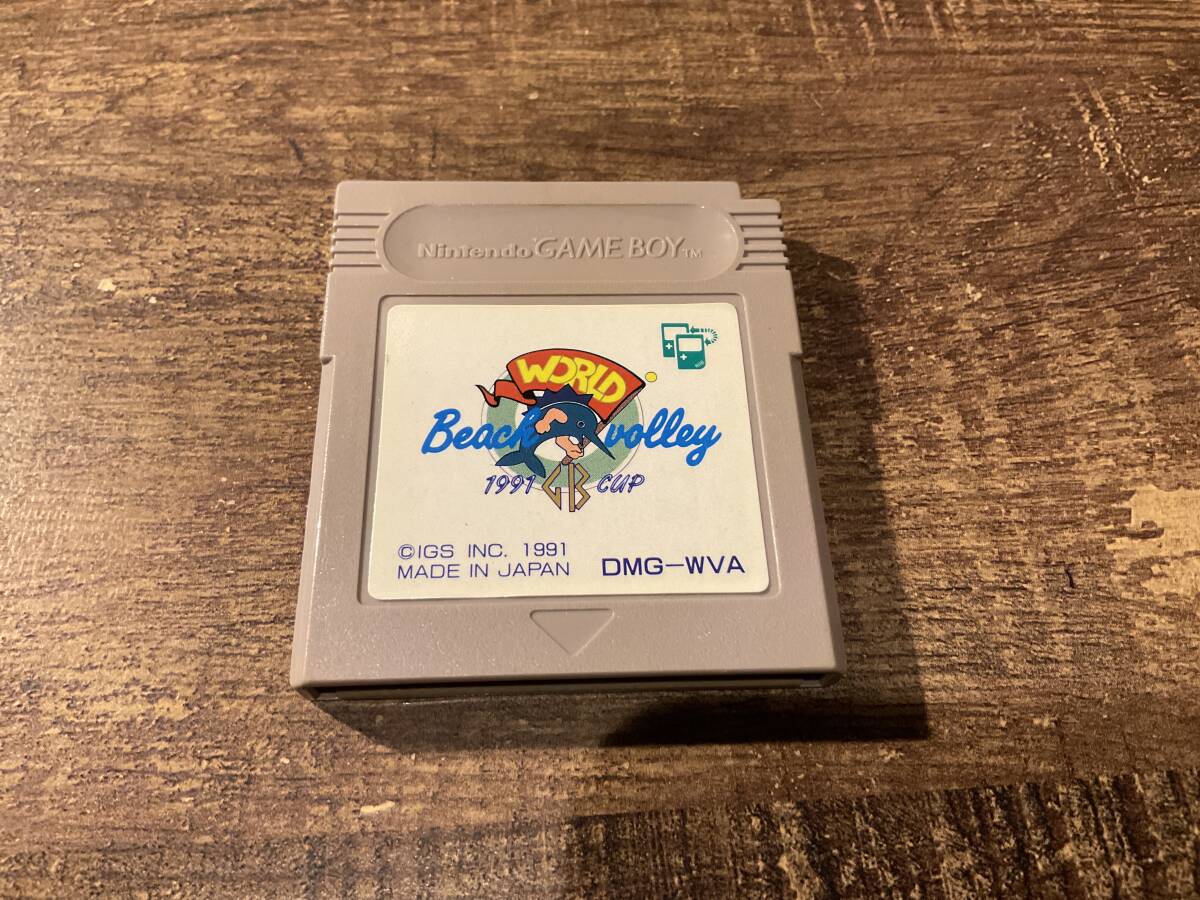 Nintendo GAME BOY TM
WORLD
Beach volley
1991 GB CUP
©IGS INC. 1991
MADE IN JAPAN DMG-WVA